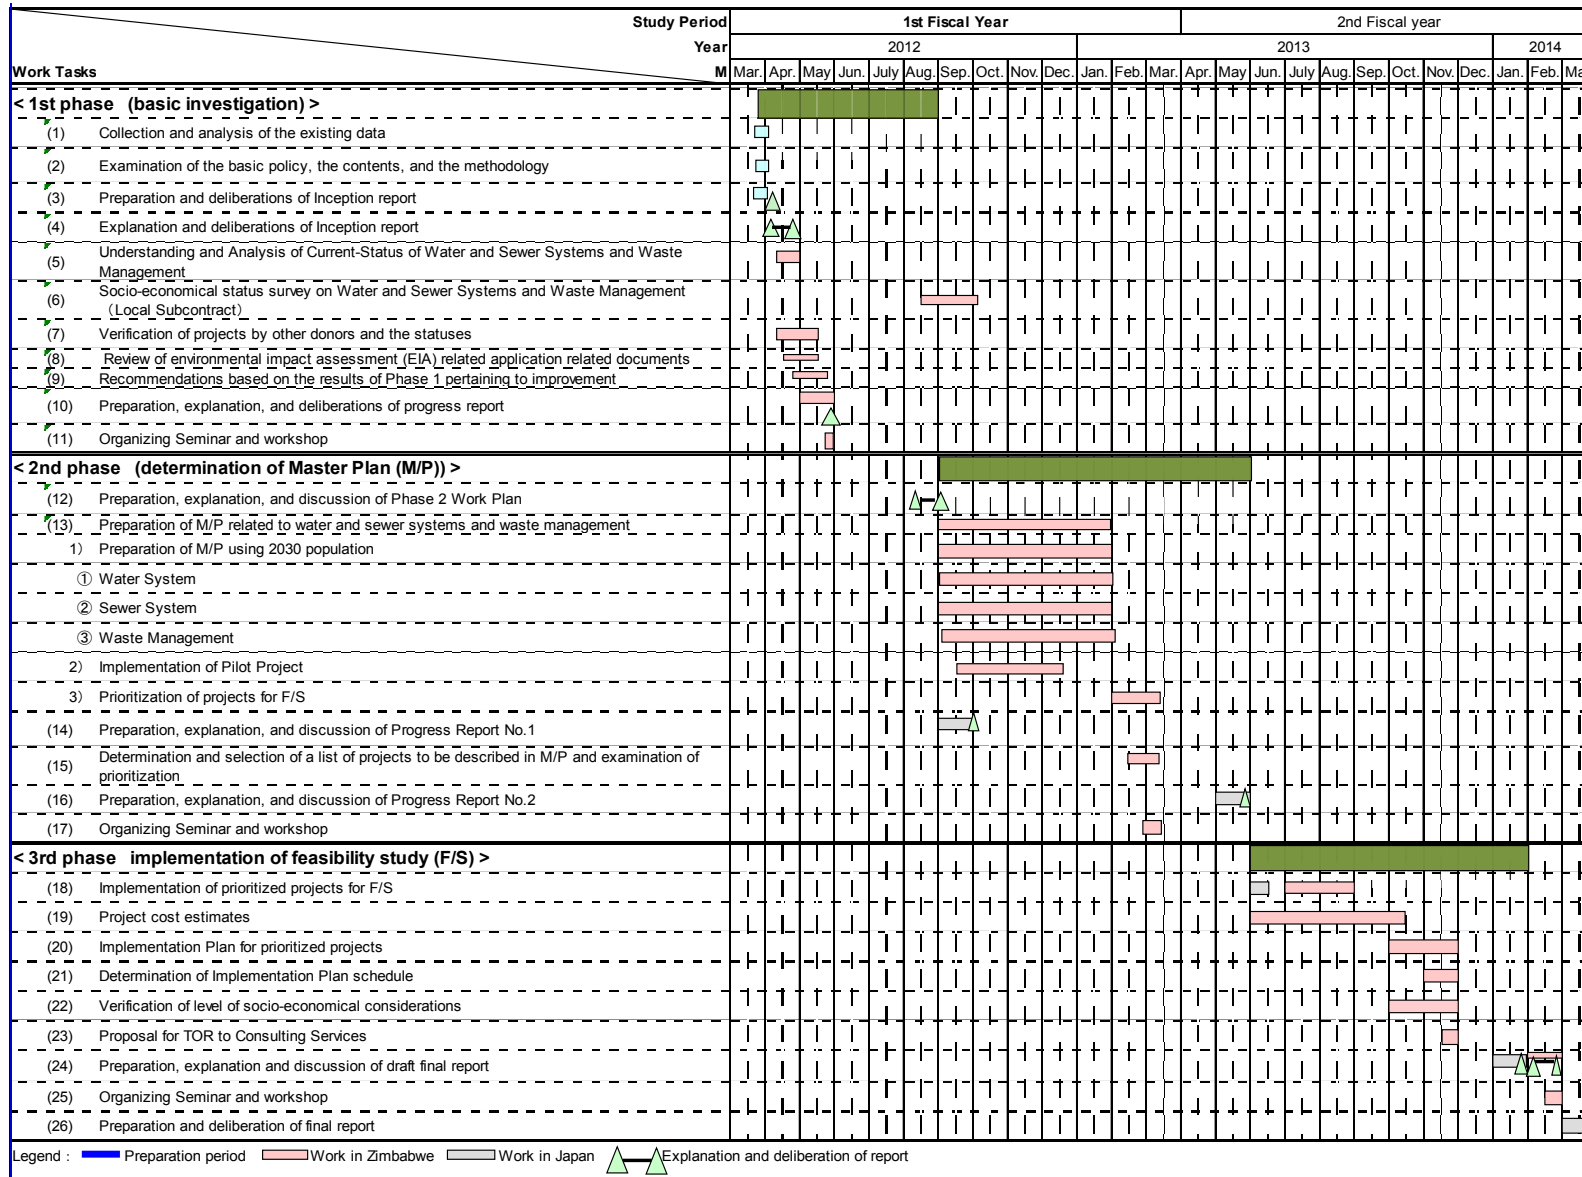 Study Period 1st Fiscal Year 2nd Fiscal year
Year 2012 2013 2014
Work Tasks M Mar. Apr. May Jun. July Aug. Sep. Oct. Nov. Dec. Jan. Feb. Mar. Apr. May Jun. July Aug. Sep. Oct. Nov. Dec. Jan. Feb. Ma
< 1st phase (basic investigation) >
(1) Collection and analysis of the existing data
(2) Examination of the basic policy, the contents, and the methodology
(3) Preparation and deliberations of Inception report
(4) Explanation and deliberations of Inception report
(5) Understanding and Analysis of Current-Status of Water and Sewer Systems and Waste
Management
(6) Socio-economical status survey on Water and Sewer Systems and Waste Management
（Local Subcontract）
(7) Verification of projects by other donors and the statuses
(8) Review of environmental impact assessment (EIA) related application related documents
(9) Recommendations based on the results of Phase 1 pertaining to improvement
(10) Preparation, explanation, and deliberations of progress report
(11) Organizing Seminar and workshop
< 2nd phase (determination of Master Plan (M/P)) >
(12) Preparation, explanation, and discussion of Phase 2 Work Plan
(13) Preparation of M/P related to water and sewer systems and waste management
1） Preparation of M/P using 2030 population
① Water System
② Sewer System
③ Waste Management
2） Implementation of Pilot Project
3） Prioritization of projects for F/S
(14) Preparation, explanation, and discussion of Progress Report No.1
(15) Determination and selection of a list of projects to be described in M/P and examination of
prioritization
(16) Preparation, explanation, and discussion of Progress Report No.2
(17) Organizing Seminar and workshop
< 3rd phase implementation of feasibility study (F/S) >
(18) Implementation of prioritized projects for F/S
(19) Project cost estimates
(20) Implementation Plan for prioritized projects
(21) Determination of Implementation Plan schedule
(22) Verification of level of socio-economical considerations
(23) Proposal for TOR to Consulting Services
(24) Preparation, explanation and discussion of draft final report
(25) Organizing Seminar and workshop
(26) Preparation and deliberation of final report
Legend : Preparation period Work in Zimbabwe Work in Japan Explanation and deliberation of report